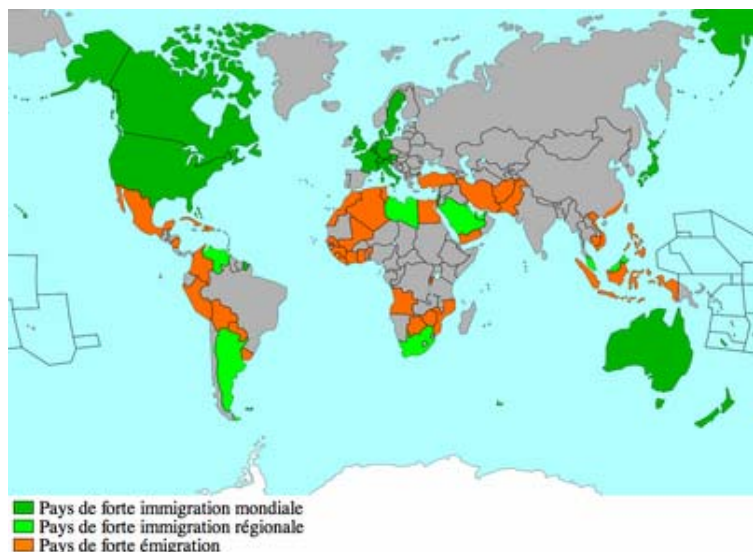 Pays de forte immigration mondiale
Pays de forte immigration régionale
Pays de forte émigration